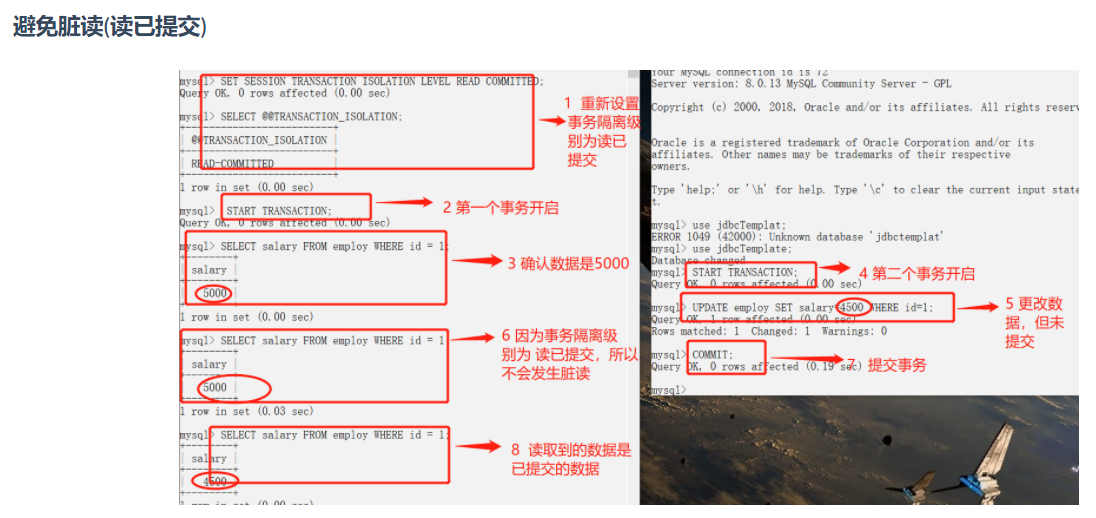 避免脏读(读已提交)
mysql> SET SESSION TRANSACTION ISOLATION LEVEL READ COMMITTED;
Query OK, 0 rows affected (0.00 sec)
mysql> SELECT @@TRANSACTION_ISOLATION;
@@TRANSACTION_ISOLATION
READ-COMMITTED
1 row in set (0.00 sec)
mysql> START TRANSACTION;
Query OK, 0 rows affected (0.00 sec)
mysql> SELECT salary FROM employ WHERE id = 1;
salary
5000
1 row in set (0.00 sec)
mysql> SELECT salary FROM employ WHERE id = 1
salary
5000
1 row in set (0.03 sec)
mysql> SELECT salary FROM employ WHERE id = 1;
salary
4500
1 row in set (0.00 sec)
1 重新设置
事务隔离级
别为读已
提交
2 第一个事务开启
3 确认数据是5000
6 因为事务隔离级
别为 读已提交，所以
不会发生脏读
8 读取到的数据是
已提交的数据
Your MySQL connection id is 72
Server version: 8.0.13 MySQL Community Server - GPL
Copyright (c) 2000, 2018, Oracle and/or its affiliates. All rights reserv
Oracle is a registered trademark of Oracle Corporation and/or its
affiliates. Other names may be trademarks of their respective
owners.
Type 'help;' or '\h' for help. Type '\c' to clear the current input state
t.
mysql> use jdbcTemplat;
ERROR 1049 (42000): Unknown database 'jdbctemplat'
mysql> use jdbcTemplate;
Database changed
mysql> START TRANSACTION;
Query OK, 0 rows affected (0.00 sec)
mysql> UPDATE employ SET salary=4500 WHERE id=1;
Query OK, 1 row affected (0.00 sec)
Rows matched: 1 Changed: 1 Warnings: 0
mysql> COMMIT;
Query OK, 0 rows affected (0.19 sec)
mysql>
4 第二个事务开启
5 更改数
据，但未
提交
7 提交事务